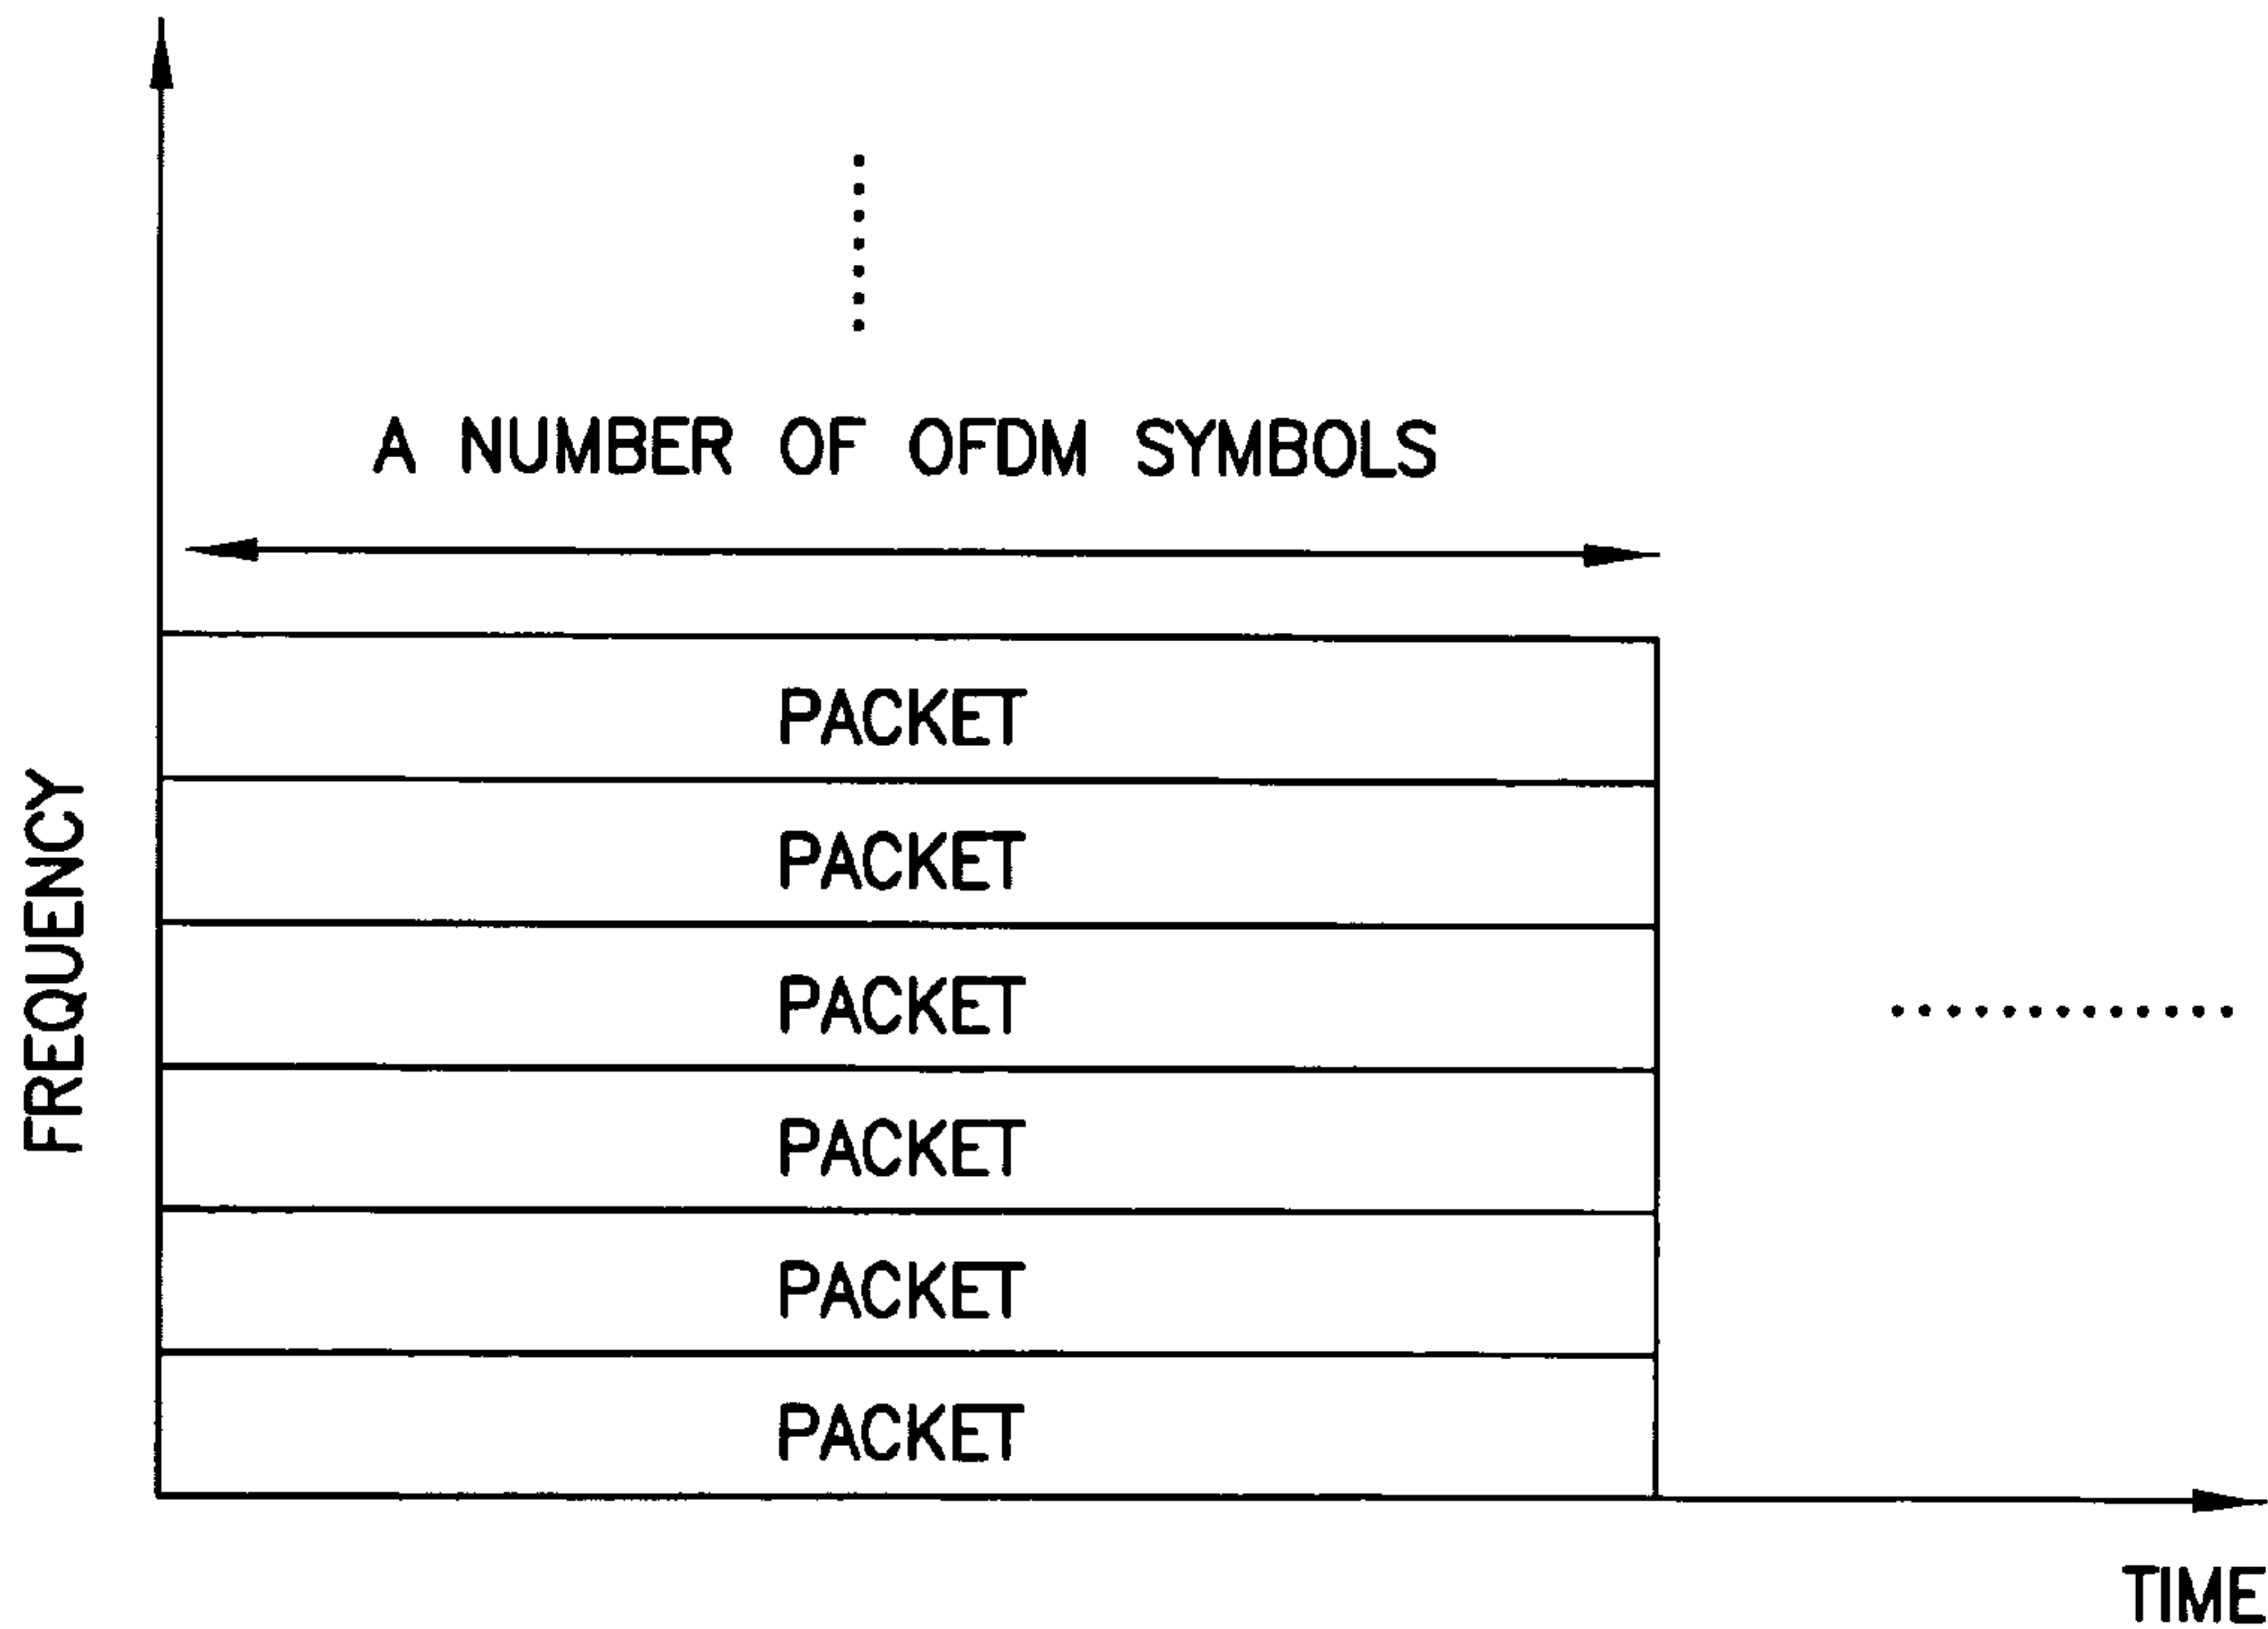 A NUMBER OF OFDM SYMBOLS
PACKET
PACKET
PACKET
PACKET
PACKET
PACKET
FREQUENCY
TIME